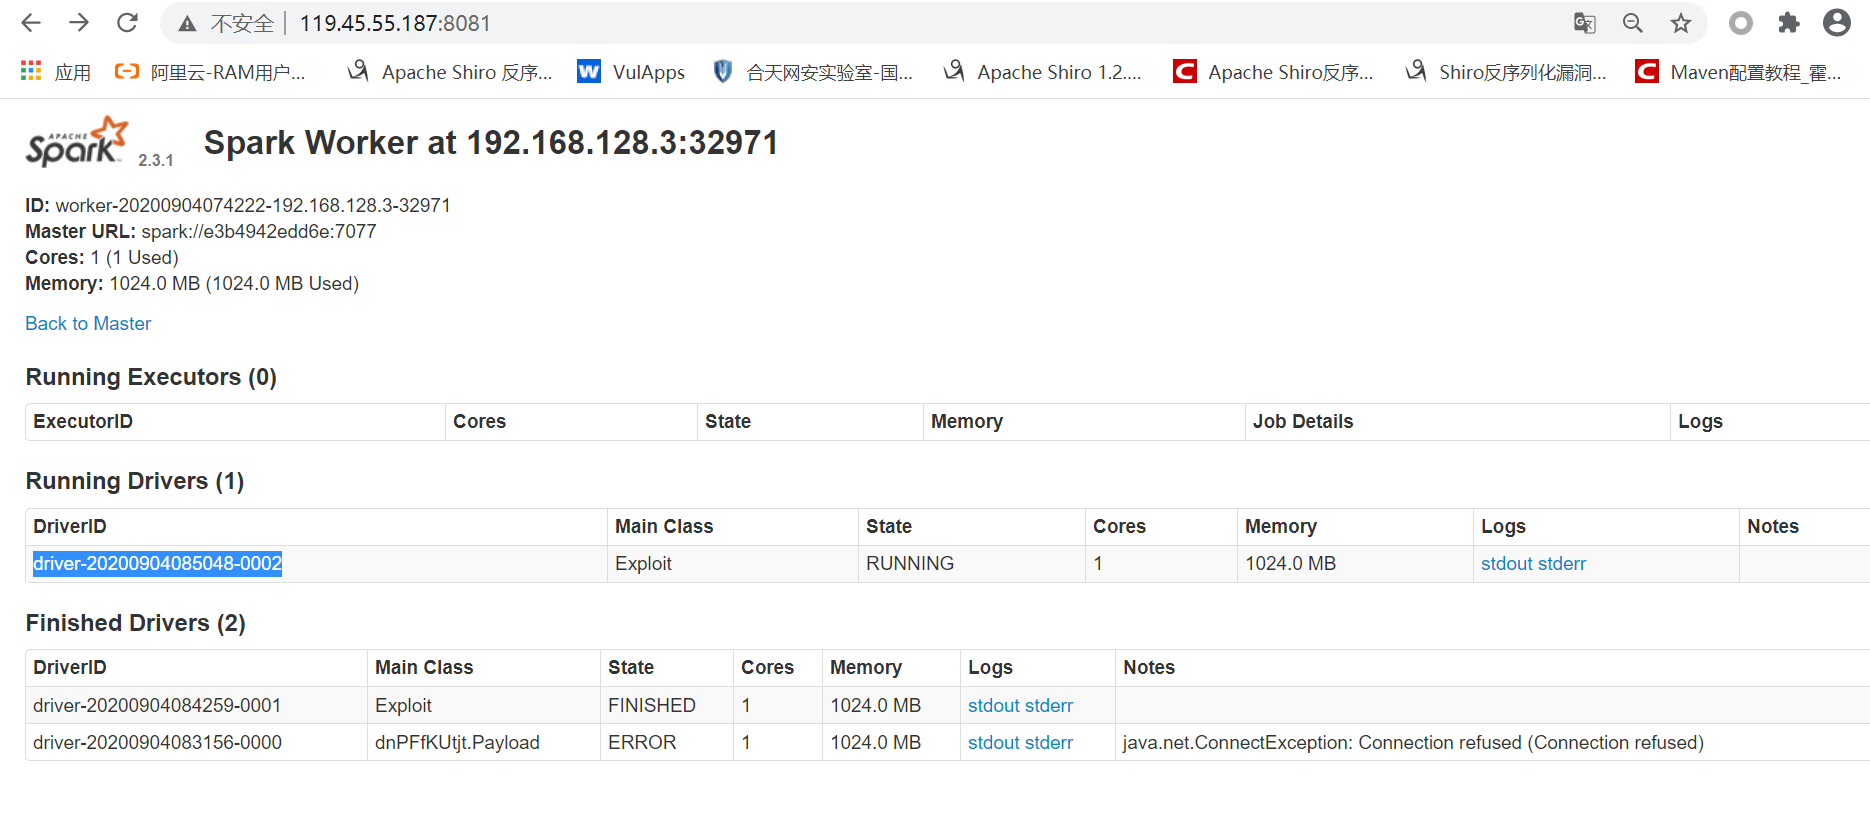 不安全 119.45.55.187:8081
应用 阿里云-RAM用户... Apache Shiro 反序... VulApps 合天网安实验室-国... Apache Shiro 1.2.... Apache Shiro反序... Shiro反序列化漏洞... Maven配置教程_霍...
APACHE Spark 2.3.1 Spark Worker at 192.168.128.3:32971
ID: worker-20200904074222-192.168.128.3-32971
Master URL: spark://e3b4942edd6e:7077
Cores: 1 (1 Used)
Memory: 1024.0 MB (1024.0 MB Used)
Back to Master
Running Executors (0)
ExecutorID Cores State Memory Job Details Logs
Running Drivers (1)
DriverID Main Class State Cores Memory Logs Notes
driver-20200904085048-0002 Exploit RUNNING 1 1024.0 MB stdout stderr
Finished Drivers (2)
DriverID Main Class State Cores Memory Logs Notes
driver-20200904084259-0001 Exploit FINISHED 1 1024.0 MB stdout stderr
driver-20200904083156-0000 dnPFfKUtjt.Payload ERROR 1 1024.0 MB stdout stderr java.net.ConnectException: Connection refused (Connection refused)